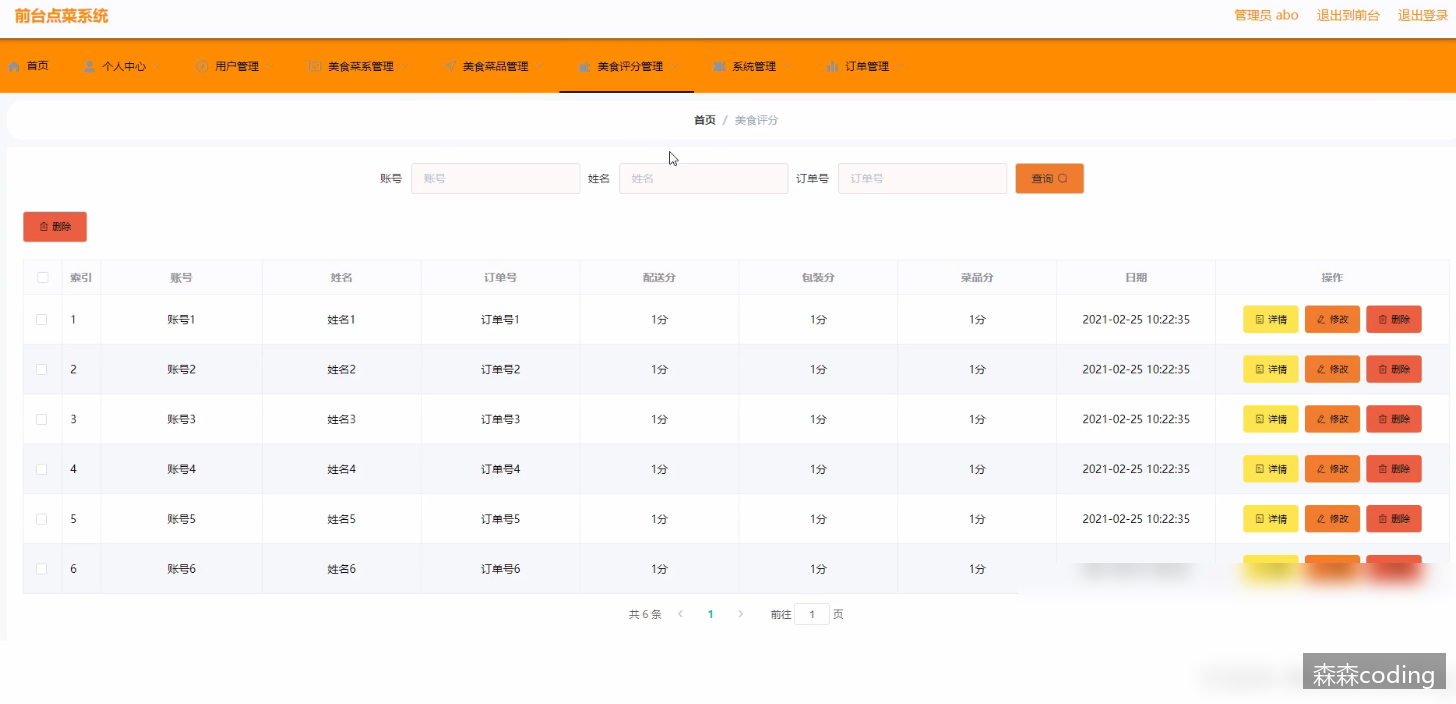 前台点菜系统 管理员 abo 退出到前台 退出登录
首页 个人中心 用户管理 美食菜系管理 美食菜品管理 美食评分管理 系统管理 订单管理
首页 / 美食评分
账号 账号 姓名 姓名 订单号 订单号 查询
删除
索引 账号 姓名 订单号 配送分 包装分 菜品分 日期 操作
1 账号1 姓名1 订单号1 1分 1分 1分 2021-02-25 10:22:35 详情 修改 删除
2 账号2 姓名2 订单号2 1分 1分 1分 2021-02-25 10:22:35 详情 修改 删除
3 账号3 姓名3 订单号3 1分 1分 1分 2021-02-25 10:22:35 详情 修改 删除
4 账号4 姓名4 订单号4 1分 1分 1分 2021-02-25 10:22:35 详情 修改 删除
5 账号5 姓名5 订单号5 1分 1分 1分 2021-02-25 10:22:35 详情 修改 删除
6 账号6 姓名6 订单号6 1分 1分 1分
共 6 条 1 前往 1 页
森森coding